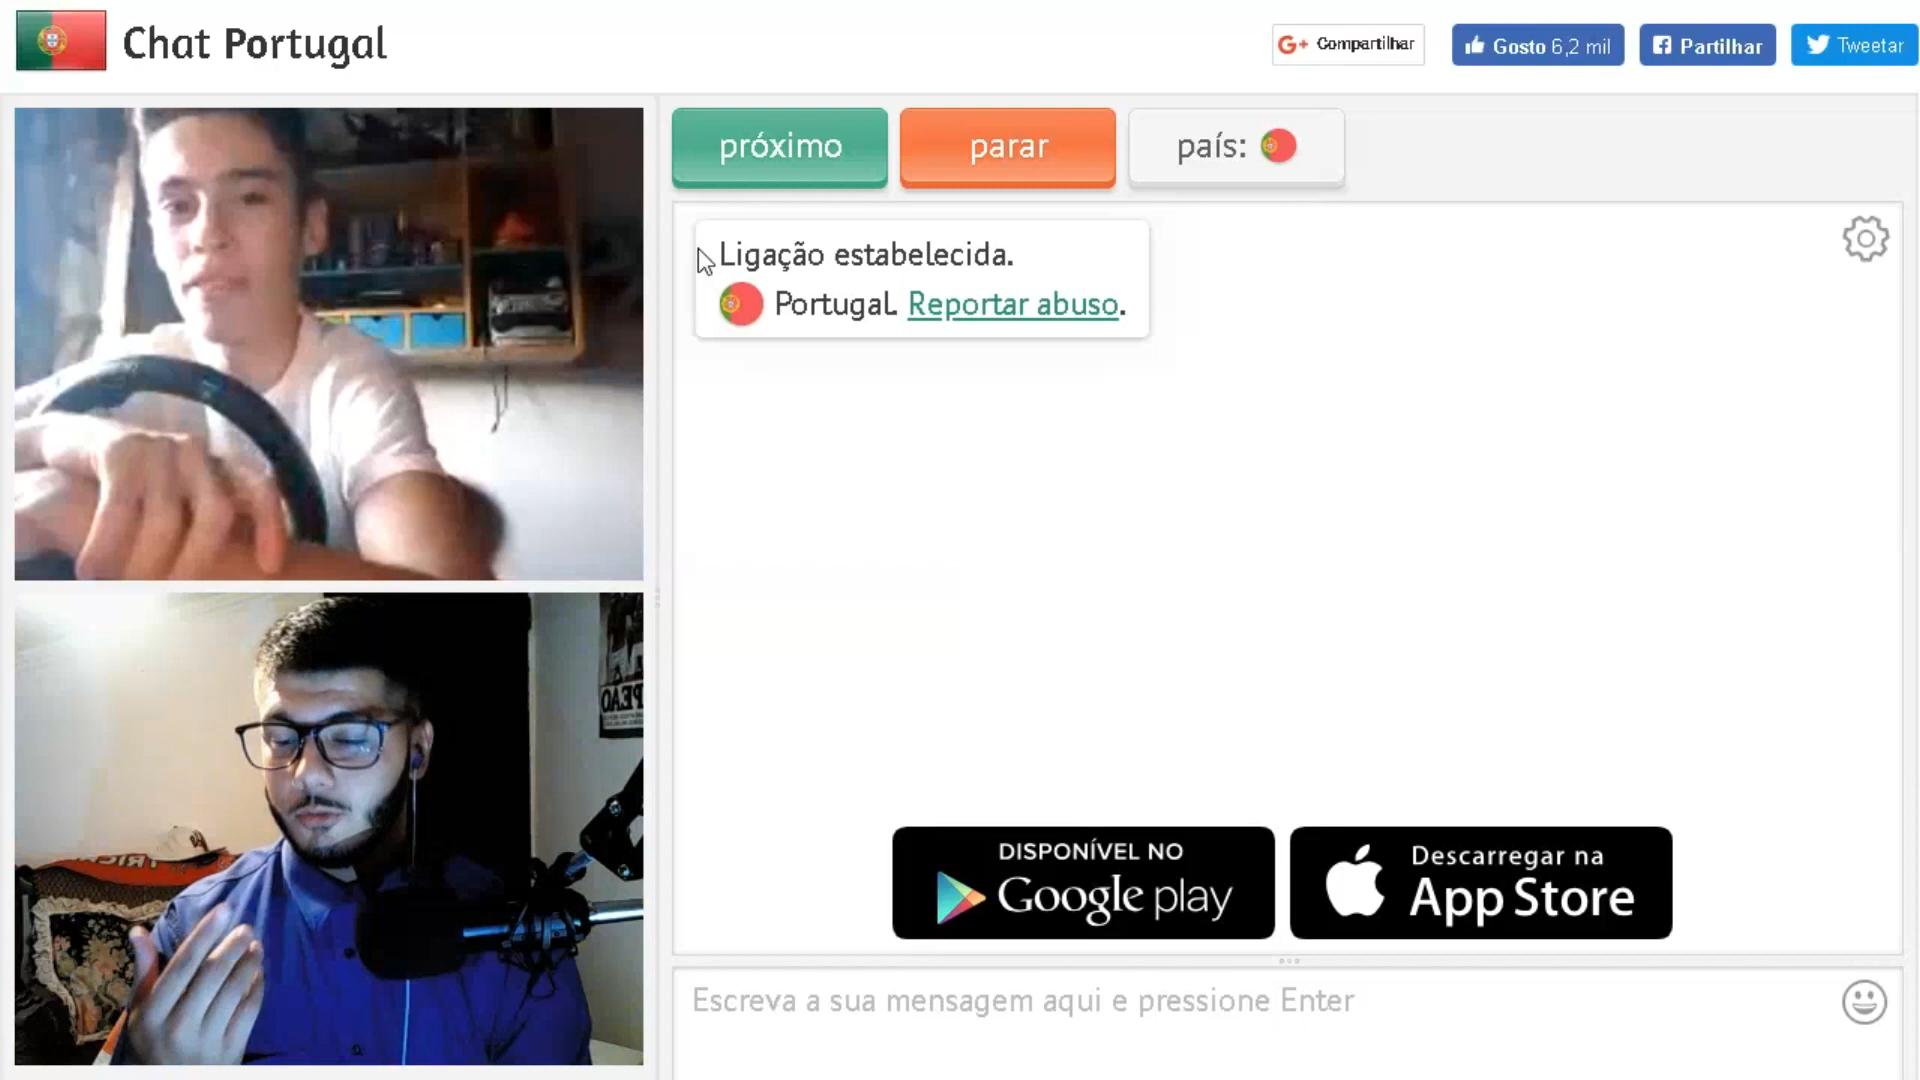 Chat Portugal
G+ Compartilhar
Gosto 6,2 mil
Partilhar
Tweetar
próximo
parar
país:
Ligação estabelecida.
Portugal. Reportar abuso.
DISPONÍVEL NO
Google play
Descarregar na
App Store
Escreva a sua mensagem aqui e pressione Enter